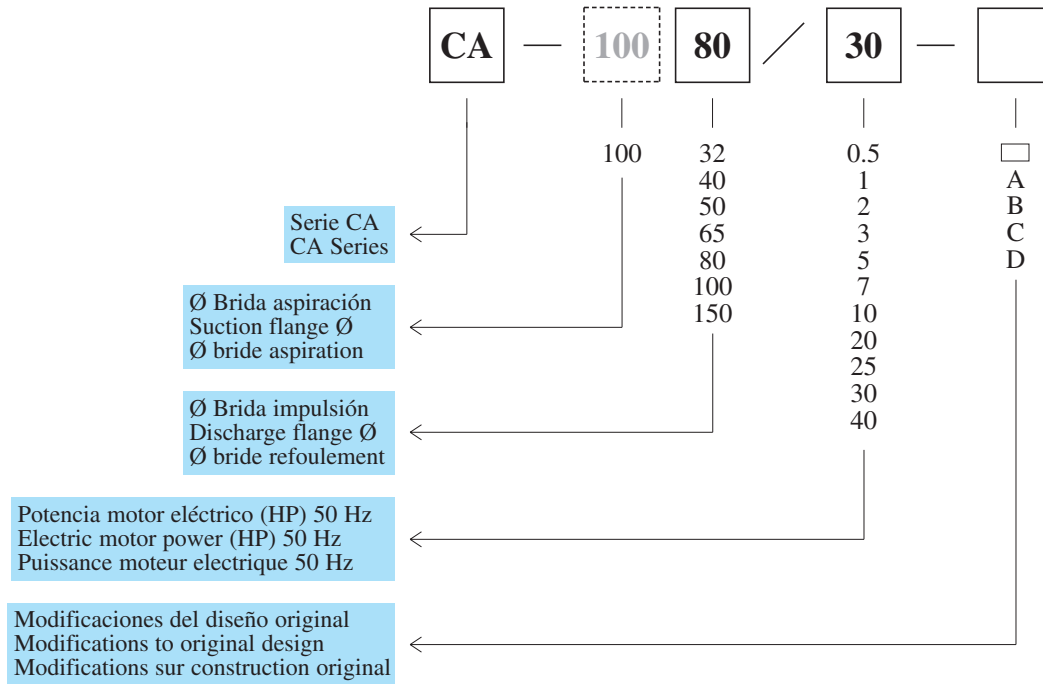 CA — 100 80 / 30 —
100
32
40
50
65
80
100
150
0.5
1
2
3
5
7
10
20
25
30
40
A
B
C
D
Serie CA
CA Series
Ø Brida aspiración
Suction flange Ø
Ø bride aspiration
Ø Brida impulsión
Discharge flange Ø
Ø bride refoulement
Potencia motor eléctrico (HP) 50 Hz
Electric motor power (HP) 50 Hz
Puissance moteur electrique 50 Hz
Modificaciones del diseño original
Modifications to original design
Modifications sur construction original